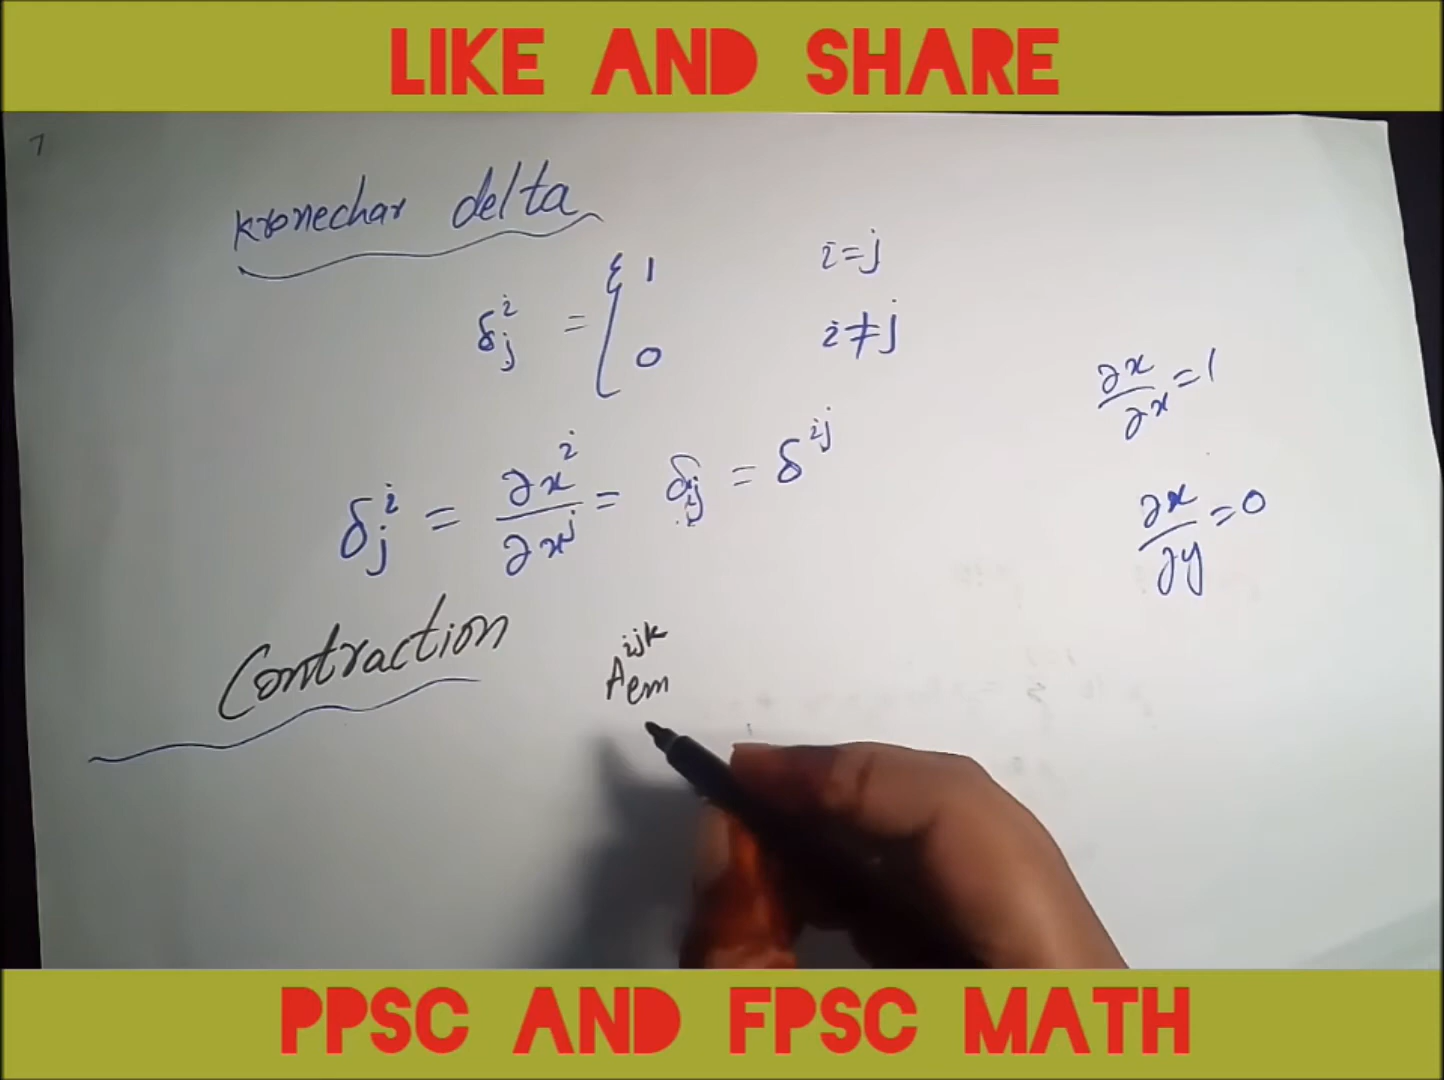 LIKE AND SHARE
7
kronechar delta
δ^i_j = { 1 i=j
0 i≠j
∂x/∂x = 1
δ^i_j = ∂x^i/∂x^j = δ_ij = δ^ij
∂x/∂y = 0
Contraction
A^ijk_em
PPSC AND FPSC MATH